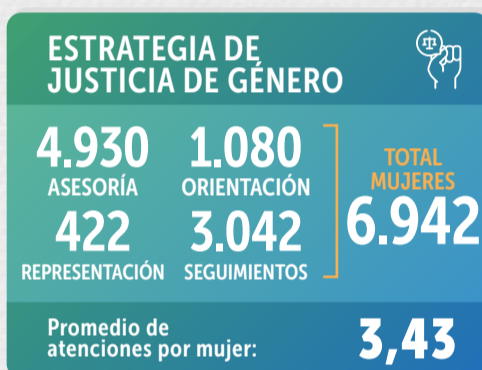 ESTRATEGIA DE
JUSTICIA DE GÉNERO
4.930
ASESORÍA
1.080
ORIENTACIÓN
422
REPRESENTACIÓN
3.042
SEGUIMIENTOS
TOTAL
MUJERES
6.942
Promedio de
atenciones por mujer:
3,43